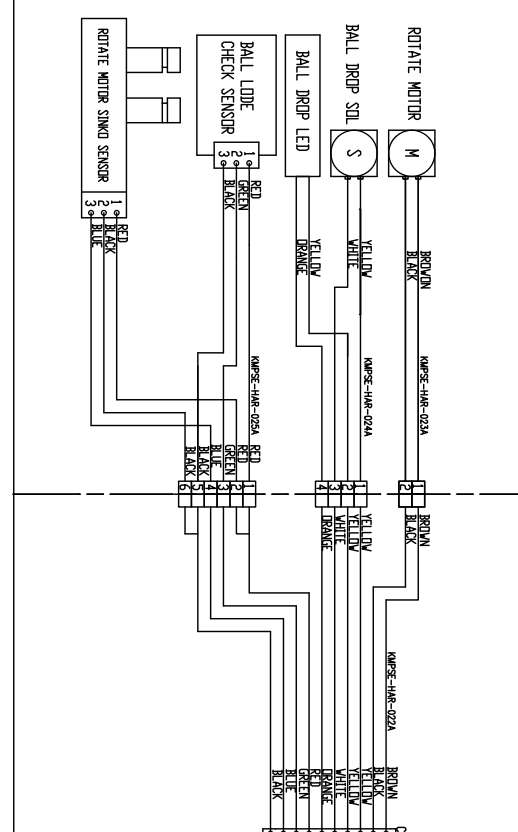 ROTATE MOTOR
M
BROWON
BLACK
KMPSE-HAR-023A
1
2
BROWN
BLACK
BALL DROP SOL
S
YELLOW
WHITE
KMPSE-HAR-024A
BALL DROP LED
YELLOW
ORANGE
1
2
3
4
YELLOW
YELLOW
WHITE
ORANGE
BALL LODE
CHECK SENSOR
1
2
3
RED
GREEN
BLACK
KMPSE-HAR-025A
ROTATE MOTOR SINKO SENSOR
1
2
3
RED
BLACK
BLUE
RED
RED
GREEN
BLUE
BLACK
BLACK
1
2
3
4
5
6
KMPSE-HAR-022A
BROWN
BLACK
YELLOW
YELLOW
WHITE
ORANGE
RED
GREEN
BLUE
BLACK